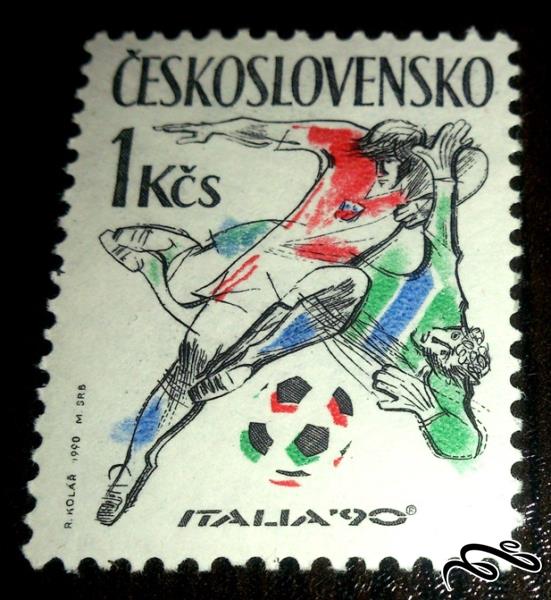 ČESKOSLOVENSKO
1 Kčs
R. KOLÁŘ 1990 M. SRB
ITALIA'90®